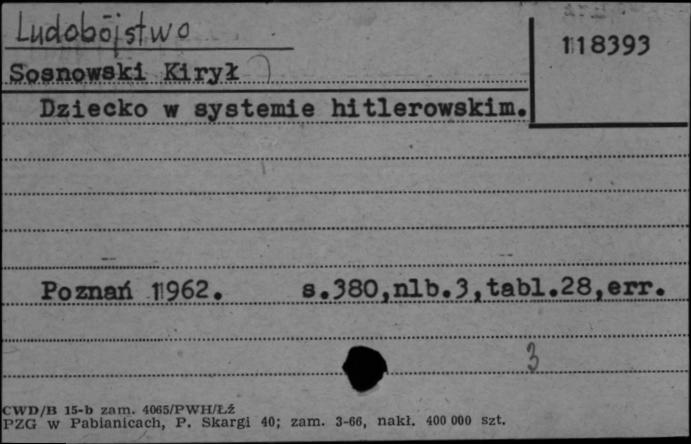 Ludobójstwo
118393
Sosnowski Kirył
Dziecko w systemie hitlerowskim.
Poznań 1962. s.380,nlb.3,tabl.28,err.
3
CWD/B 15-b zam. 4065/PWH/Łż
PZG w Pabianicach, P. Skargi 40; zam. 3-66, nakł. 400 000 szt.